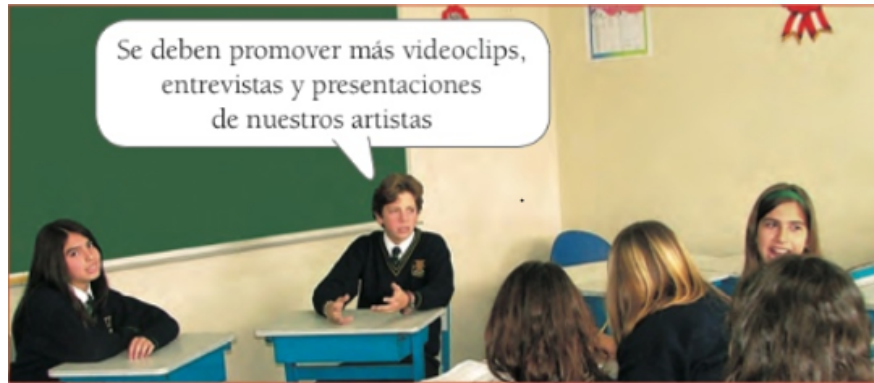 Se deben promover más videoclips,
entrevistas y presentaciones
de nuestros artistas